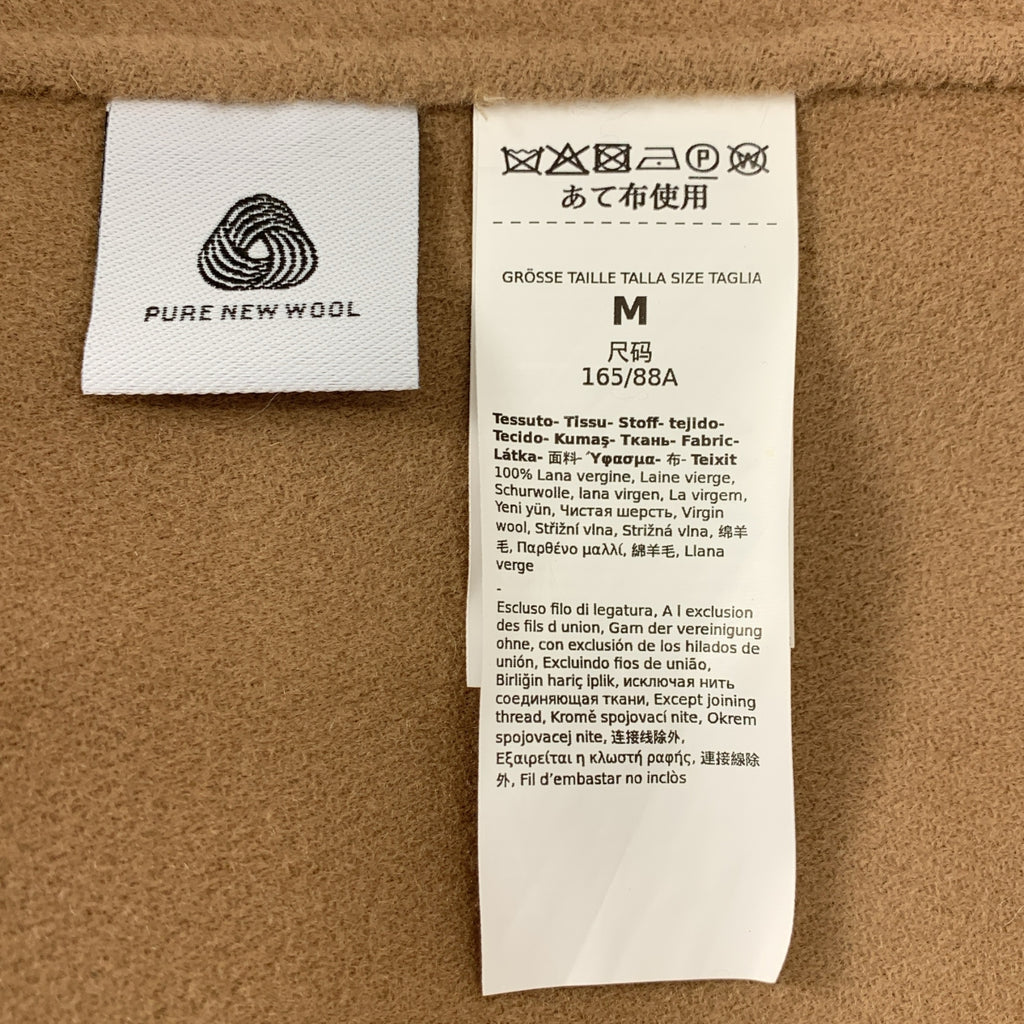 PURE NEW WOOL
P W
あて布使用
GRÖSSE TAILLE TALLA SIZE TAGLIA
M
尺码
165/88A
Tessuto- Tissu- Stoff- tejido-
Tecido- Kumaş- Ткань- Fabric-
Látka- 面料- Ύφασμα- 布- Teixit
100% Lana vergine, Laine vierge,
Schurwolle, lana virgen, La virgem,
Yeni yün, Чистая шерсть, Virgin
wool, Střižní vlna, Strižná vlna, 绵羊
毛, Παρθένο μαλλί, 綿羊毛, Llana
verge
-
Escluso filo di legatura, A l exclusion
des fils d union, Garn der vereinigung
ohne, con exclusión de los hilados de
unión, Excluindo fios de união,
Birliğin hariç iplik, исключая нить
соединяющая ткани, Except joining
thread, Kromě spojovací nite, Okrem
spojovacej nite, 连接线除外,
Εξαιρείται η κλωστή ραφής, 連接線除
外, Fil d’embastar no inclòs